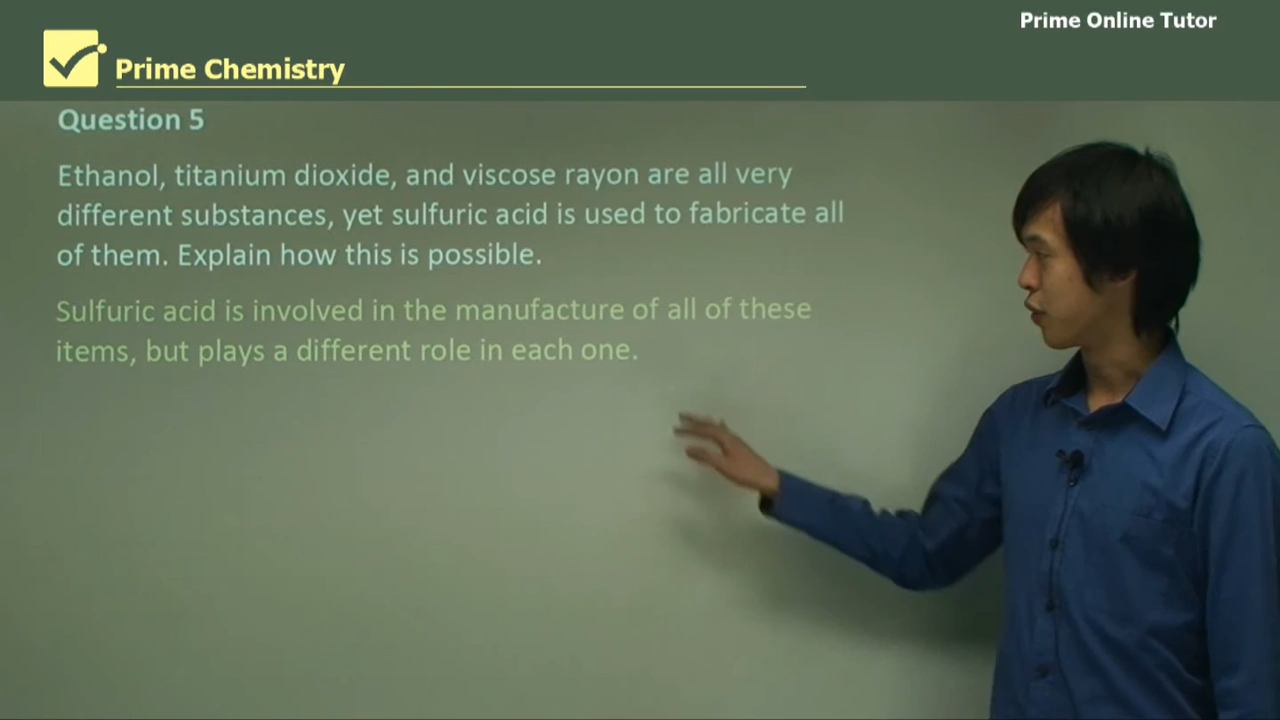 Prime Online Tutor
Prime Chemistry
Question 5
Ethanol, titanium dioxide, and viscose rayon are all very
different substances, yet sulfuric acid is used to fabricate all
of them. Explain how this is possible.
Sulfuric acid is involved in the manufacture of all of these
items, but plays a different role in each one.